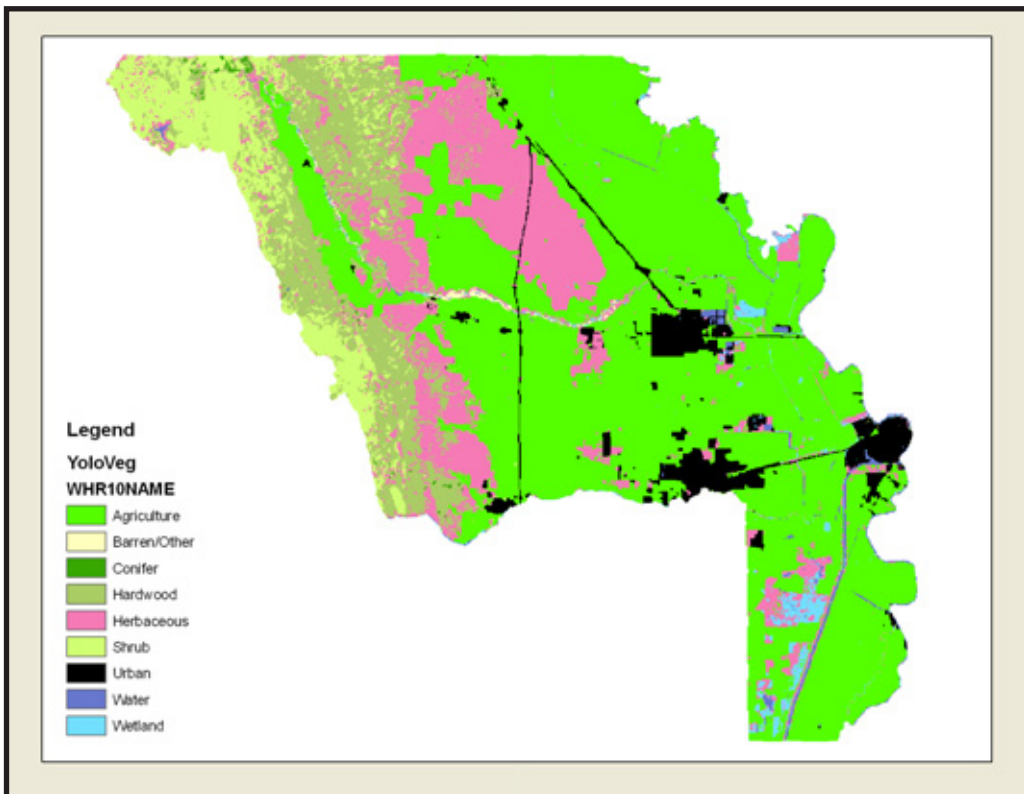 Legend
YoloVeg
WHR10NAME
Agriculture
Barren/Other
Conifer
Hardwood
Herbaceous
Shrub
Urban
Water
Wetland